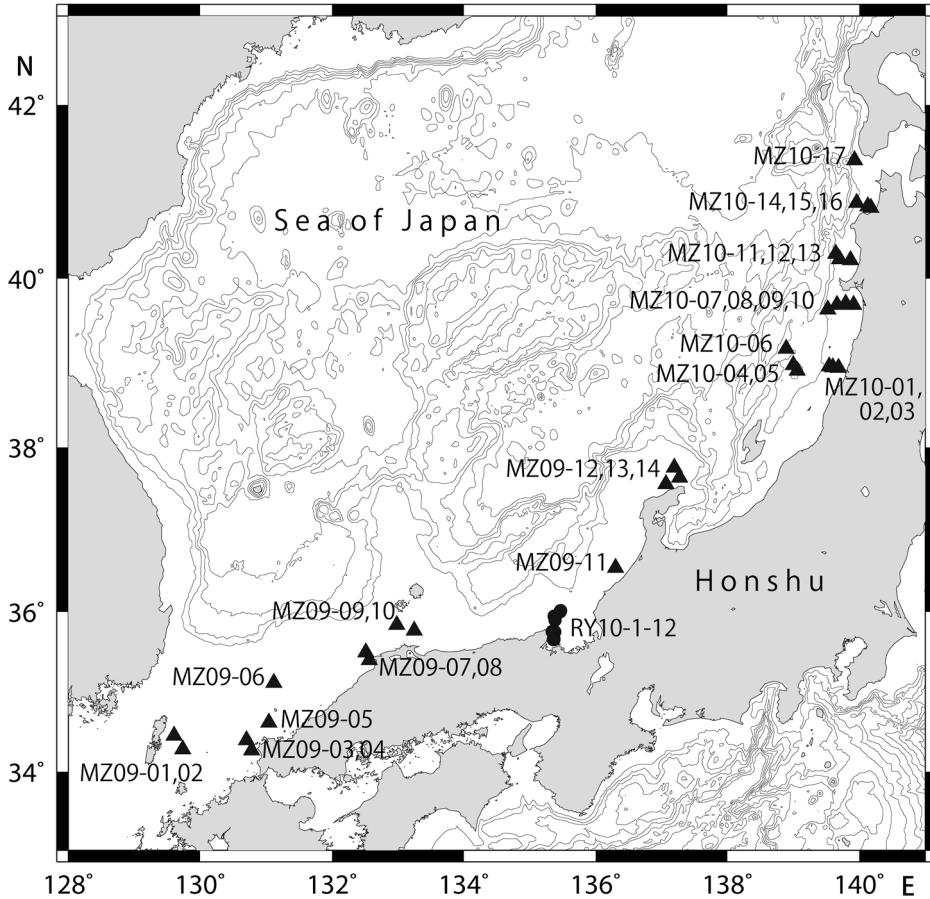 N
42°
MZ10-17
MZ10-14,15,16
Sea of Japan
MZ10-11,12,13
40°
MZ10-07,08,09,10
MZ10-06
MZ10-04,05
MZ10-01,
02,03
38°
MZ09-12,13,14
MZ09-11
Honshu
36°
MZ09-09,10
RY10-1-12
MZ09-07,08
MZ09-06
MZ09-05
MZ09-03,04
MZ09-01,02
34°
128° 130° 132° 134° 136° 138° 140° E